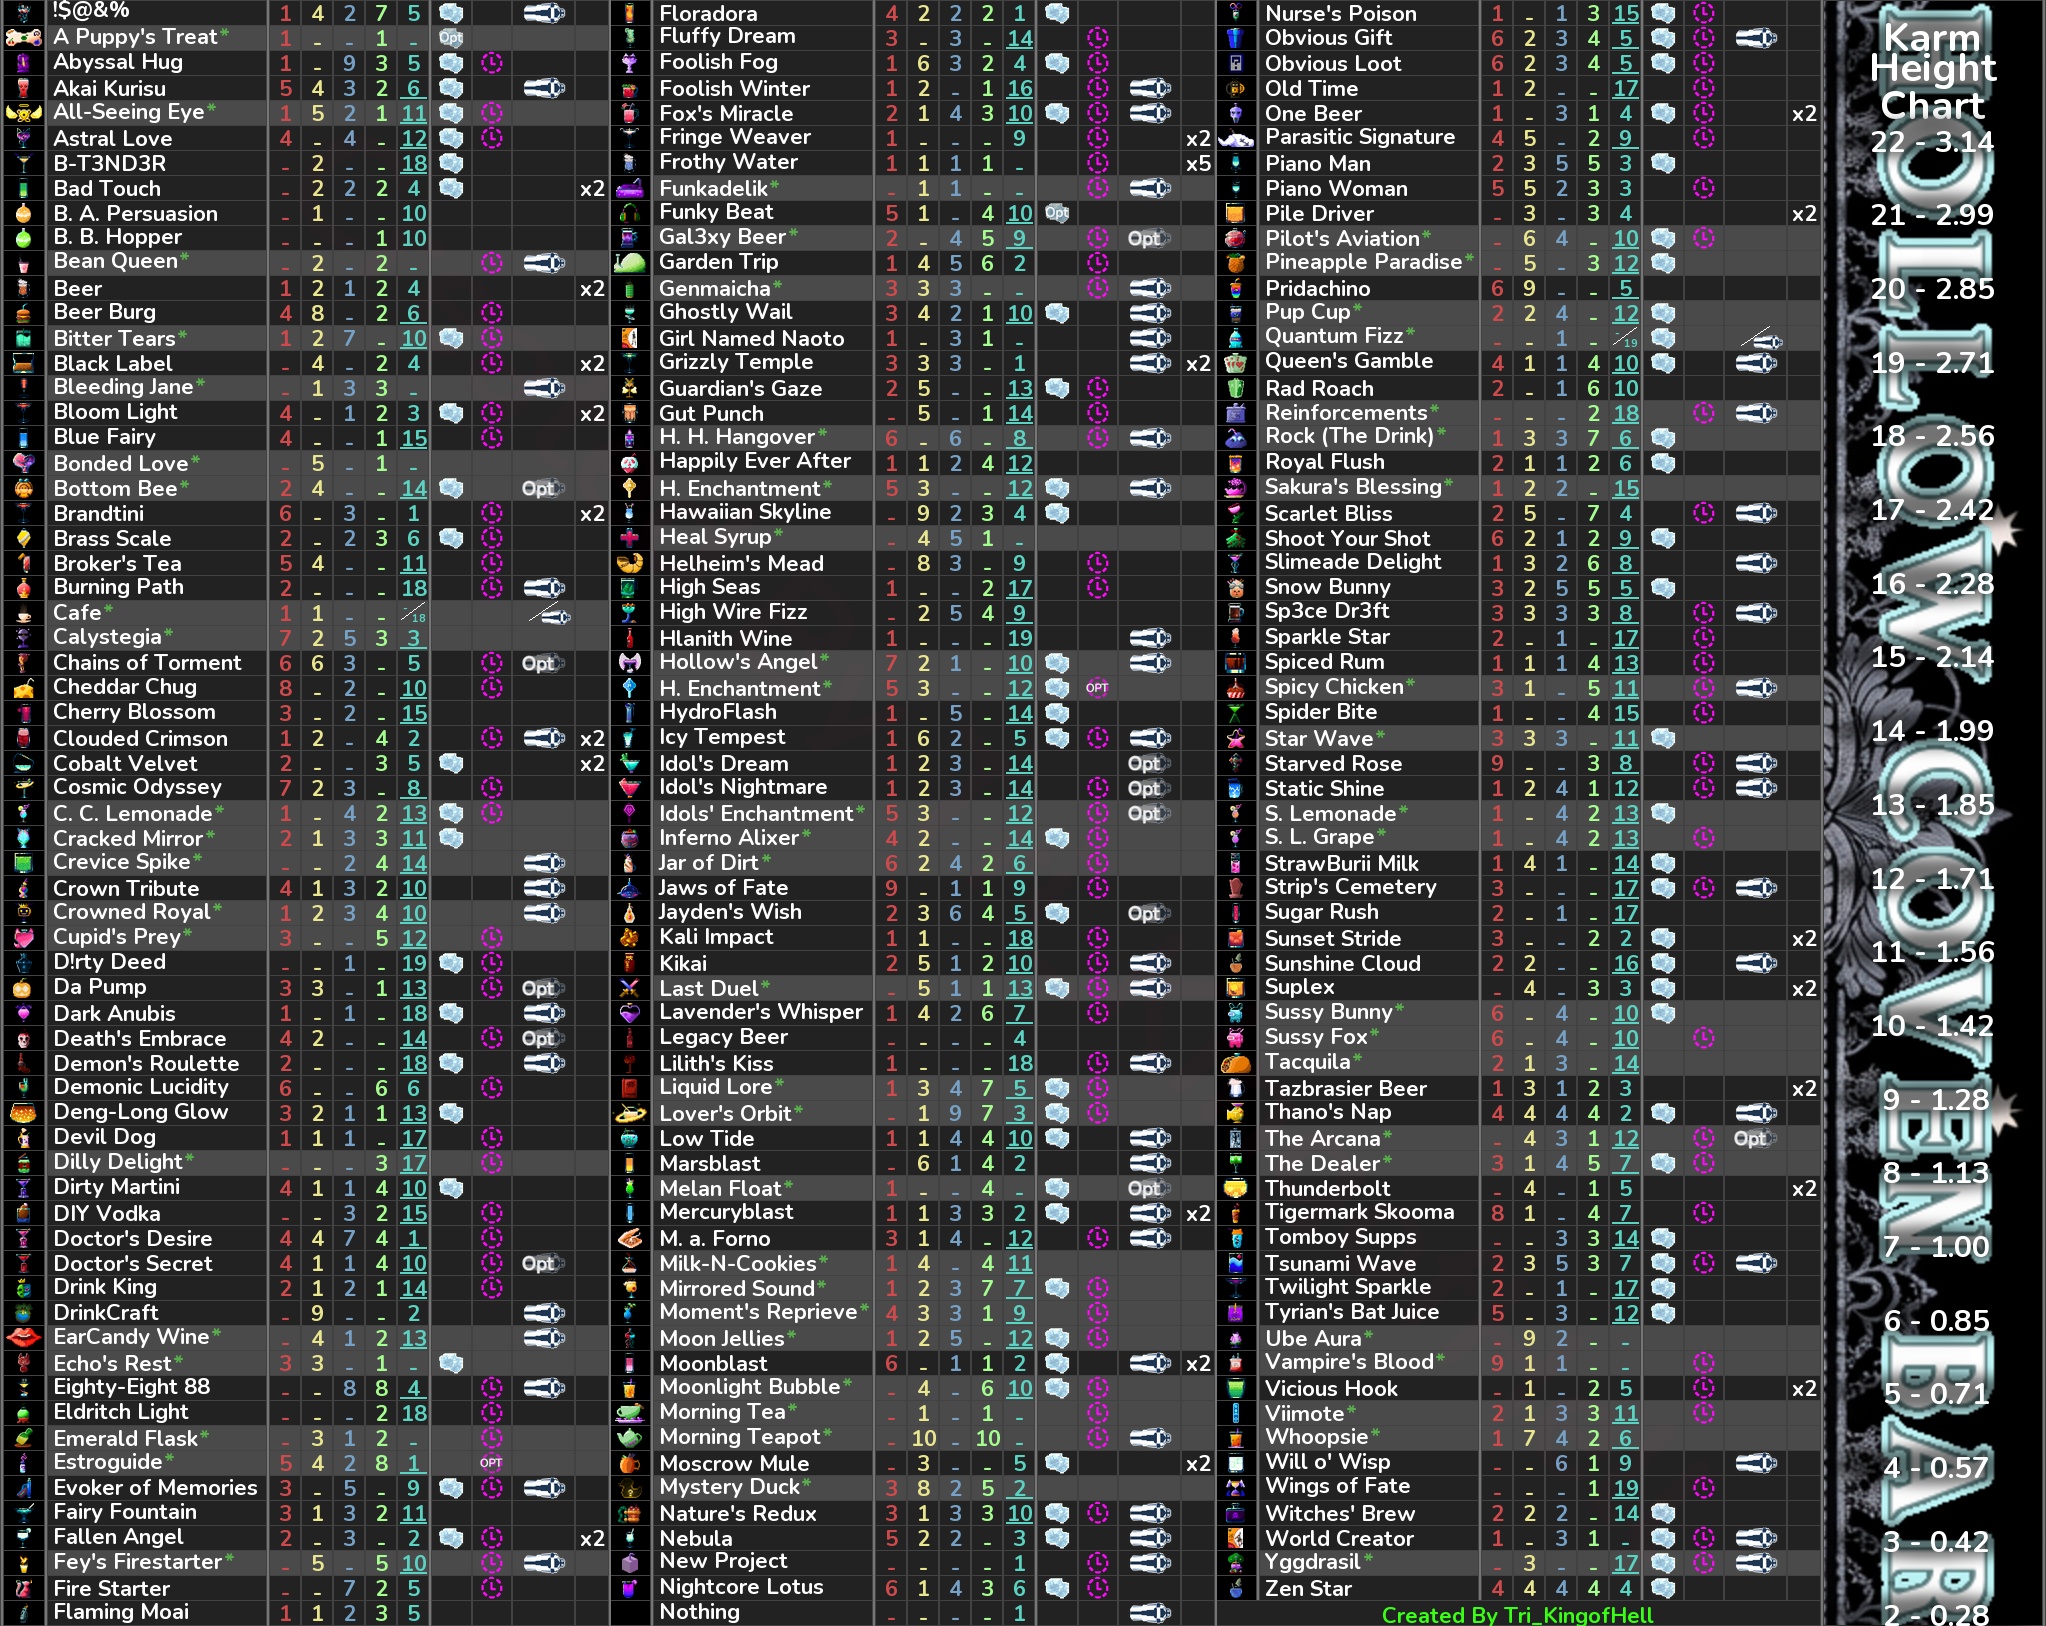 !$@&% 1 4 2 7 5
A Puppy's Treat* 1 - - 1 - Opt
Abyssal Hug 1 - 9 3 5
Akai Kurisu 5 4 3 2 6
All-Seeing Eye* 1 5 2 1 11
Astral Love 4 - 4 - 12
B-T3ND3R - 2 - - 18
Bad Touch - 2 2 2 4 x2
B. A. Persuasion - 1 - - 10
B. B. Hopper - - - 1 10
Bean Queen* - 2 - 2 -
Beer 1 2 1 2 4 x2
Beer Burg 4 8 - 2 6
Bitter Tears* 1 2 7 - 10
Black Label - 4 - 2 4 x2
Bleeding Jane* - 1 3 3 -
Bloom Light 4 - 1 2 3 x2
Blue Fairy 4 - - 1 15
Bonded Love* - 5 - 1 -
Bottom Bee* 2 4 - - 14 Opt
Brandtini 6 - 3 - 1 x2
Brass Scale 2 - 2 3 6
Broker's Tea 5 4 - - 11
Burning Path 2 - - - 18
Cafe* 1 1 - - -/18
Calystegia* 7 2 5 3 3
Chains of Torment 6 6 3 - 5 Opt
Cheddar Chug 8 - 2 - 10
Cherry Blossom 3 - 2 - 15
Clouded Crimson 1 2 - 4 2 x2
Cobalt Velvet 2 - - 3 5 x2
Cosmic Odyssey 7 2 3 - 8
C. C. Lemonade* 1 - 4 2 13
Cracked Mirror* 2 1 3 3 11
Crevice Spike* - - 2 4 14
Crown Tribute 4 1 3 2 10
Crowned Royal* 1 2 3 4 10
Cupid's Prey* 3 - - 5 12
D!rty Deed - - 1 - 19
Da Pump 3 3 - 1 13 Opt
Dark Anubis 1 - 1 - 18
Death's Embrace 4 2 - - 14 Opt
Demon's Roulette 2 - - - 18
Demonic Lucidity 6 - - 6 6
Deng-Long Glow 3 2 1 1 13
Devil Dog 1 1 1 - 17
Dilly Delight* - - - 3 17
Dirty Martini 4 1 1 4 10
DIY Vodka - - 3 2 15
Doctor's Desire 4 4 7 4 1
Doctor's Secret 4 1 1 4 10 Opt
Drink King 2 1 2 1 14
DrinkCraft - 9 - - 2
EarCandy Wine* - 4 1 2 13
Echo's Rest* 3 3 - 1 -
Eighty-Eight 88 - - 8 8 4
Eldritch Light - - - 2 18
Emerald Flask* - 3 1 2 -
Estroguide* 5 4 2 8 1 OPT
Evoker of Memories 3 - 5 - 9
Fairy Fountain 3 1 3 2 11
Fallen Angel 2 - 3 - 2 x2
Fey's Firestarter* - 5 - 5 10
Fire Starter - - 7 2 5
Flaming Moai 1 1 2 3 5
Floradora 4 2 2 2 1
Fluffy Dream 3 - 3 - 14
Foolish Fog 1 6 3 2 4
Foolish Winter 1 2 - 1 16
Fox's Miracle 2 1 4 3 10
Fringe Weaver 1 - - - 9 x2
Frothy Water 1 1 1 1 - x5
Funkadelik* - 1 1 - -
Funky Beat 5 1 - 4 10 Opt
Gal3xy Beer* 2 - 4 5 9 Opt
Garden Trip 1 4 5 6 2
Genmaicha* 3 3 3 - -
Ghostly Wail 3 4 2 1 10
Girl Named Naoto 1 - 3 1 -
Grizzly Temple 3 3 3 - 1 x2
Guardian's Gaze 2 5 - - 13
Gut Punch - 5 - 1 14
H. H. Hangover* 6 - 6 - 8
Happily Ever After 1 1 2 4 12
H. Enchantment* 5 3 - - 12
Hawaiian Skyline - 9 2 3 4
Heal Syrup* - 4 5 1 -
Helheim's Mead - 8 3 - 9
High Seas 1 - - 2 17
High Wire Fizz - 2 5 4 9
Hlanith Wine 1 - - - 19
Hollow's Angel* 7 2 1 - 10
H. Enchantment* 5 3 - - 12 OPT
HydroFlash 1 - 5 - 14
Icy Tempest 1 6 2 - 5
Idol's Dream 1 2 3 - 14 Opt
Idol's Nightmare 1 2 3 - 14 Opt
Idols' Enchantment* 5 3 - - 12 Opt
Inferno Alixer* 4 2 - - 14
Jar of Dirt* 6 2 4 2 6
Jaws of Fate 9 - 1 1 9
Jayden's Wish 2 3 6 4 5 Opt
Kali Impact 1 1 - - 18
Kikai 2 5 1 2 10
Last Duel* - 5 1 1 13
Lavender's Whisper 1 4 2 6 7
Legacy Beer - - - - 4
Lilith's Kiss 1 - - - 18
Liquid Lore* 1 3 4 7 5
Lover's Orbit* - 1 9 7 3
Low Tide 1 1 4 4 10
Marsblast - 6 1 4 2
Melan Float* 1 - - 4 - Opt
Mercuryblast 1 1 3 3 2 x2
M. a. Forno 3 1 4 - 12
Milk-N-Cookies* 1 4 - 4 11
Mirrored Sound* 1 2 3 7 7
Moment's Reprieve* 4 3 3 1 9
Moon Jellies* 1 2 5 - 12
Moonblast 6 - 1 1 2 x2
Moonlight Bubble* - 4 - 6 10
Morning Tea* - 1 - 1 -
Morning Teapot* - 10 - 10 -
Moscrow Mule - 3 - - 5 x2
Mystery Duck* 3 8 2 5 2
Nature's Redux 3 1 3 3 10
Nebula 5 2 2 - 3
New Project - - - - 1
Nightcore Lotus 6 1 4 3 6
Nothing - - - - 1
Nurse's Poison 1 - 1 3 15
Obvious Gift 6 2 3 4 5
Obvious Loot 6 2 3 4 5
Old Time 1 2 - - 17
One Beer 1 - 3 1 4 x2
Parasitic Signature 4 5 - 2 9
Piano Man 2 3 5 5 3
Piano Woman 5 5 2 3 3
Pile Driver - 3 - 3 4 x2
Pilot's Aviation* - 6 4 - 10
Pineapple Paradise* - 5 - 3 12
Pridachino 6 9 - - 5
Pup Cup* 2 2 4 - 12
Quantum Fizz* - - 1 - -/19
Queen's Gamble 4 1 1 4 10
Rad Roach 2 - 1 6 10
Reinforcements* - - - 2 18
Rock (The Drink)* 1 3 3 7 6
Royal Flush 2 1 1 2 6
Sakura's Blessing* 1 2 2 - 15
Scarlet Bliss 2 5 - 7 4
Shoot Your Shot 6 2 1 2 9
Slimeade Delight 1 3 2 6 8
Snow Bunny 3 2 5 5 5
Sp3ce Dr3ft 3 3 3 3 8
Sparkle Star 2 - 1 - 17
Spiced Rum 1 1 1 4 13
Spicy Chicken* 3 1 - 5 11
Spider Bite 1 - - 4 15
Star Wave* 3 3 3 - 11
Starved Rose 9 - - 3 8
Static Shine 1 2 4 1 12
S. Lemonade* 1 - 4 2 13
S. L. Grape* 1 - 4 2 13
StrawBurii Milk 1 4 1 - 14
Strip's Cemetery 3 - - - 17
Sugar Rush 2 - 1 - 17
Sunset Stride 3 - - 2 2 x2
Sunshine Cloud 2 2 - - 16
Suplex - 4 - 3 3 x2
Sussy Bunny* 6 - 4 - 10
Sussy Fox* 6 - 4 - 10
Tacquila* 2 1 3 - 14
Tazbrasier Beer 1 3 1 2 3 x2
Thano's Nap 4 4 4 4 2
The Arcana* - 4 3 1 12 Opt
The Dealer* 3 1 4 5 7
Thunderbolt - 4 - 1 5 x2
Tigermark Skooma 8 1 - 4 7
Tomboy Supps - - 3 3 14
Tsunami Wave 2 3 5 3 7
Twilight Sparkle 2 - 1 - 17
Tyrian's Bat Juice 5 - 3 - 12
Ube Aura* - 9 2 - -
Vampire's Blood* 9 1 1 - -
Vicious Hook - 1 - 2 5 x2
Viimote* 2 1 3 3 11
Whoopsie* 1 7 4 2 6
Will o' Wisp - - 6 1 9
Wings of Fate - - - 1 19
Witches' Brew 2 2 2 - 14
World Creator 1 - 3 1 -
Yggdrasil* - 3 - - 17
Zen Star 4 4 4 4 4
Created By Tri_KingofHell
Karm
Height
Chart
22 - 3.14
21 - 2.99
20 - 2.85
19 - 2.71
18 - 2.56
17 - 2.42
16 - 2.28
15 - 2.14
14 - 1.99
13 - 1.85
12 - 1.71
11 - 1.56
10 - 1.42
9 - 1.28
8 - 1.13
7 - 1.00
6 - 0.85
5 - 0.71
4 - 0.57
3 - 0.42
2 - 0.28
HOLLOW COVEN BAR